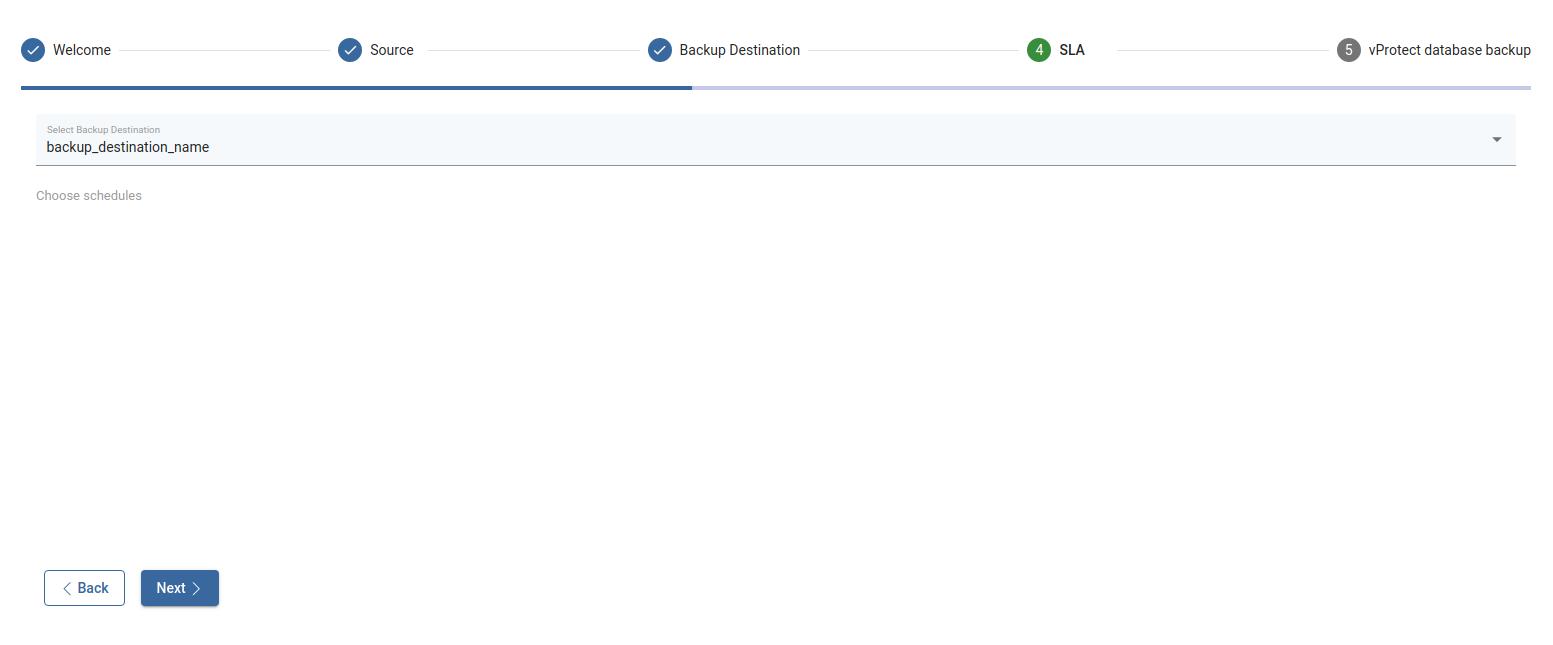 Welcome
Source
Backup Destination
4 SLA
5 vProtect database backup
Select Backup Destination
backup_destination_name
Choose schedules
Back
Next